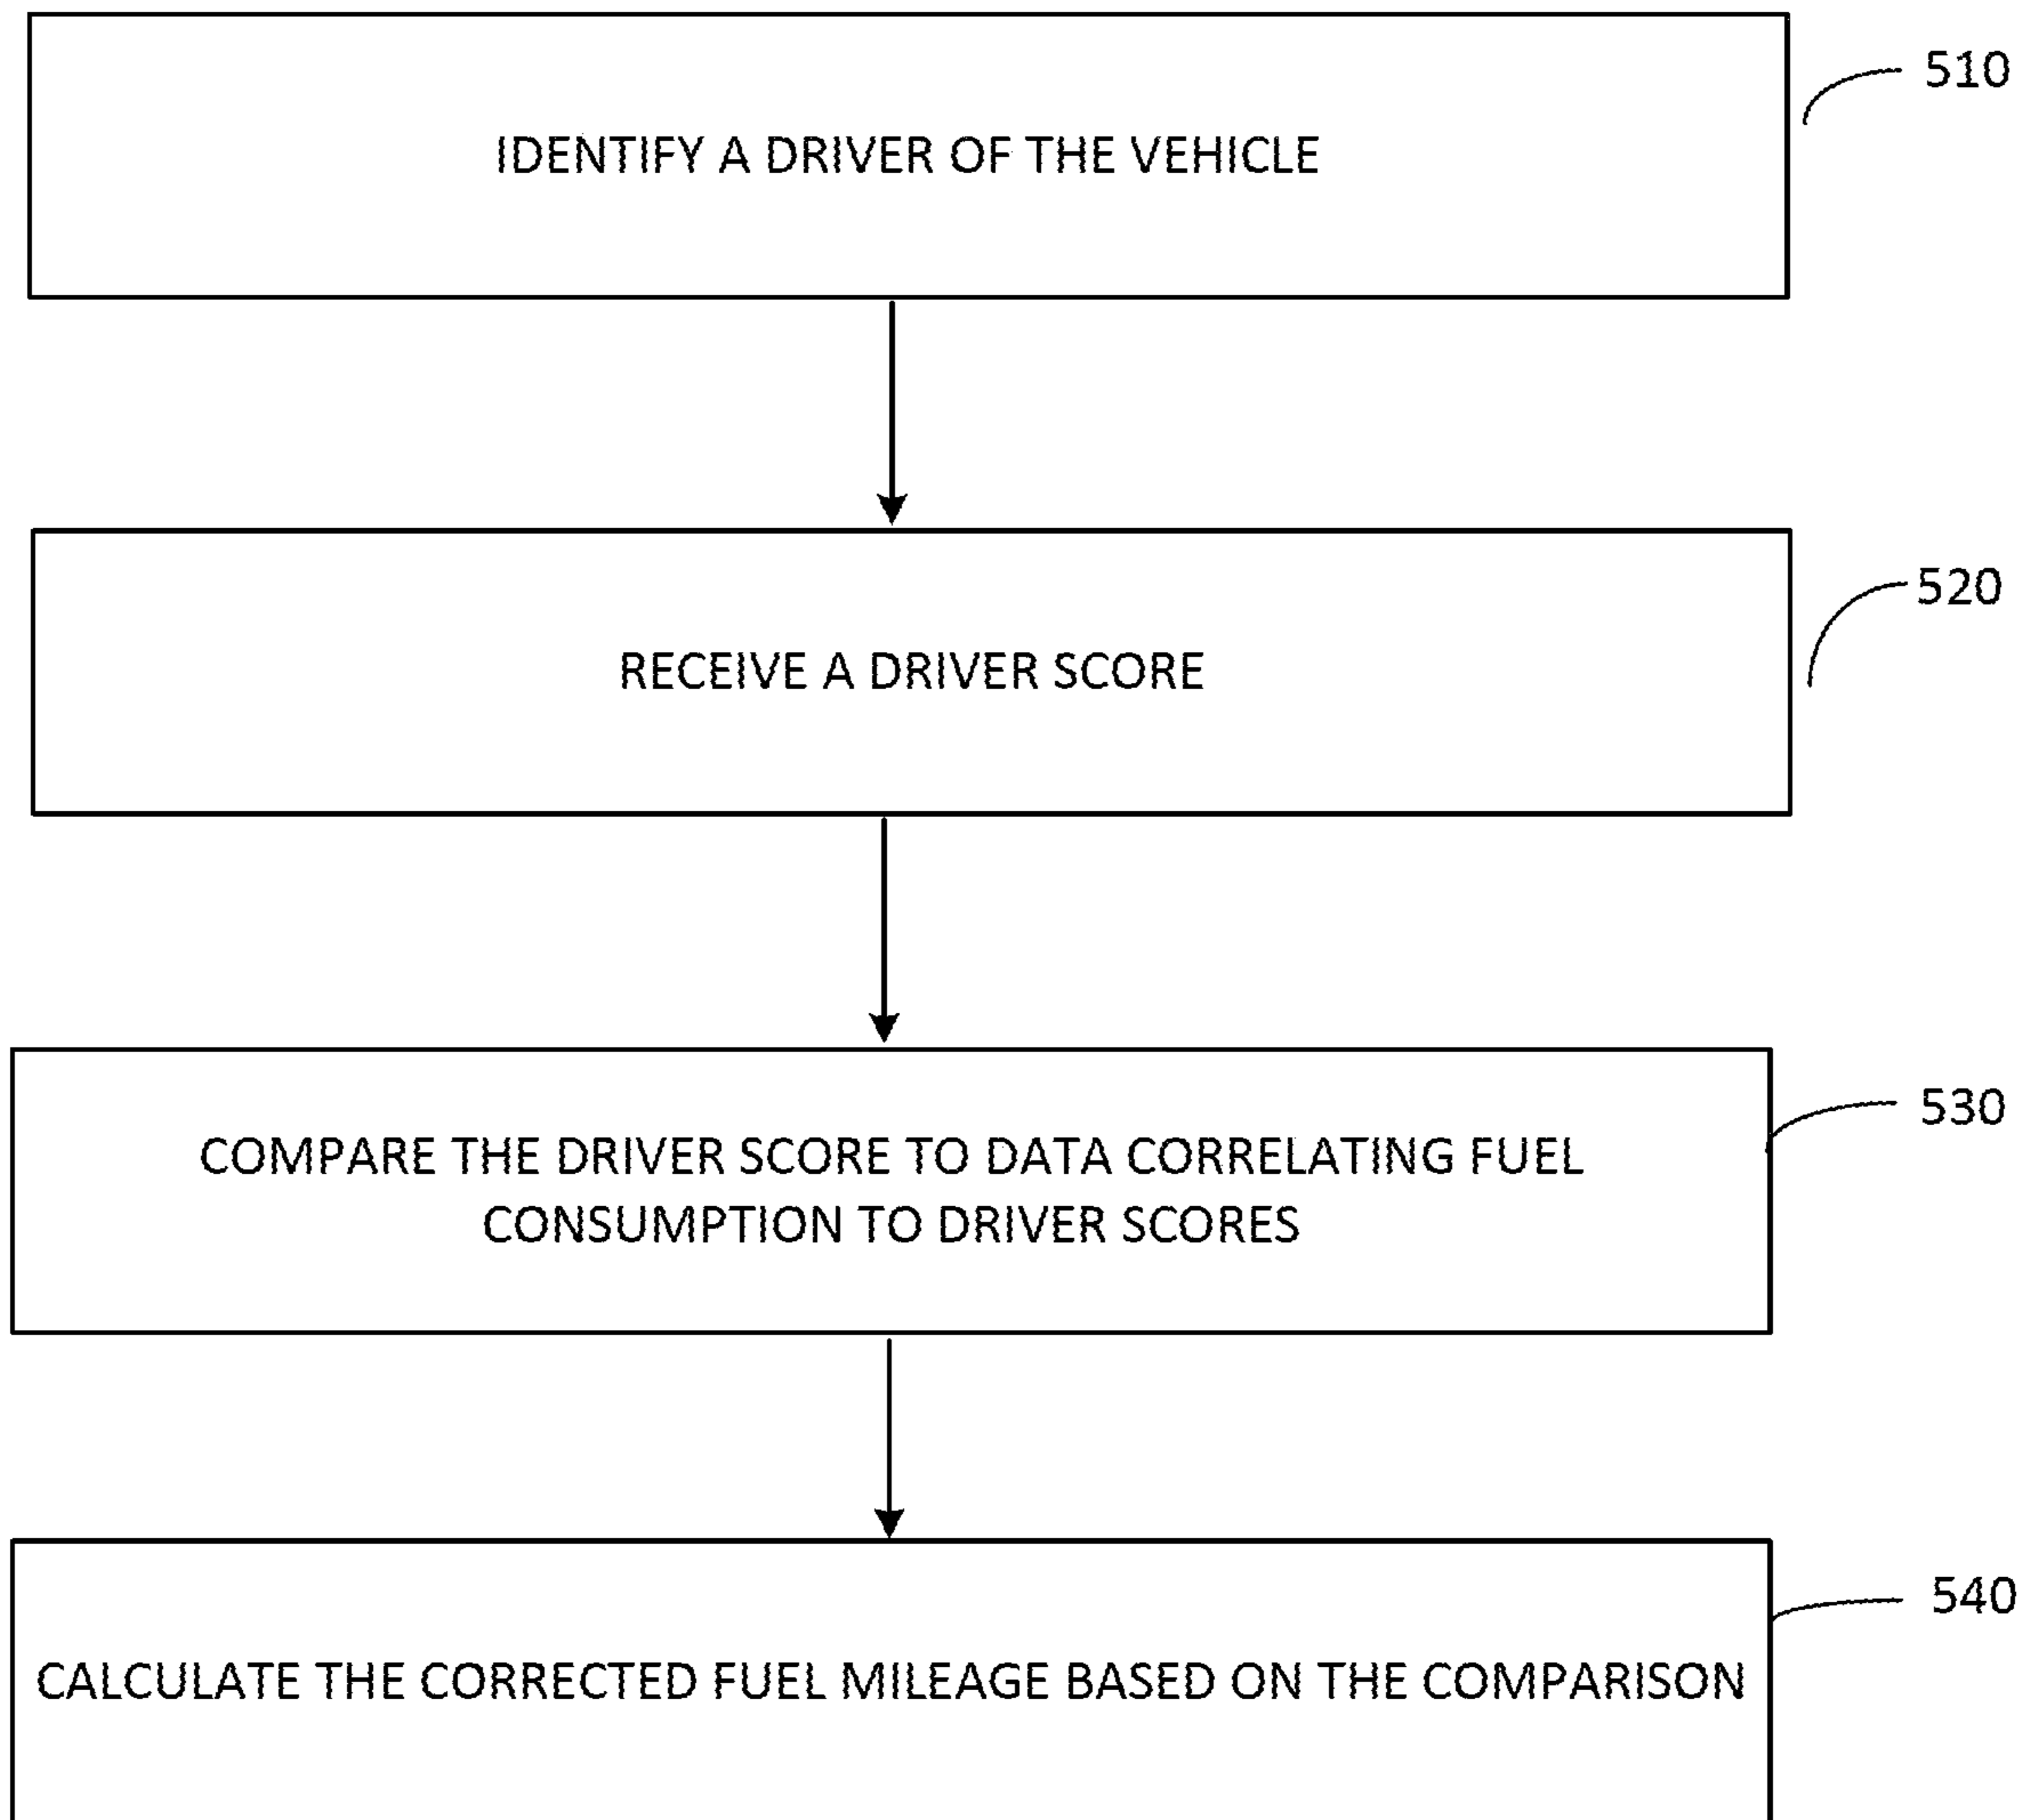 IDENTIFY A DRIVER OF THE VEHICLE
510
RECEIVE A DRIVER SCORE
520
COMPARE THE DRIVER SCORE TO DATA CORRELATING FUEL
CONSUMPTION TO DRIVER SCORES
530
CALCULATE THE CORRECTED FUEL MILEAGE BASED ON THE COMPARISON
540